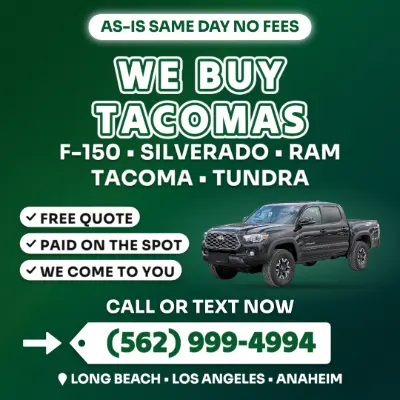 AS-IS SAME DAY NO FEES
WE BUY
TACOMAS
F-150 • SILVERADO • RAM
TACOMA • TUNDRA
FREE QUOTE
PAID ON THE SPOT
WE COME TO YOU
CALL OR TEXT NOW
(562) 999-4994
LONG BEACH • LOS ANGELES • ANAHEIM